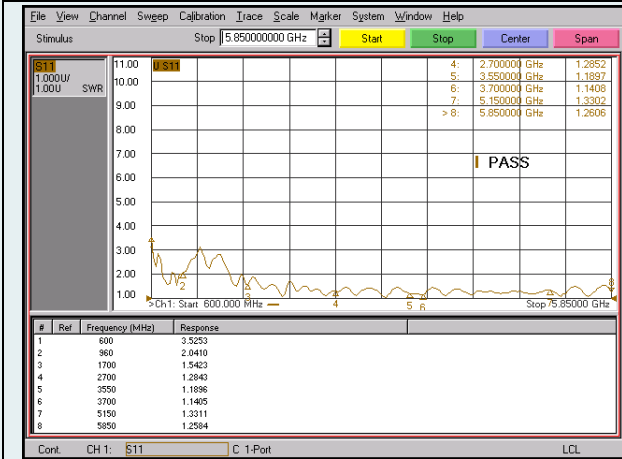 File View Channel Sweep Calibration Trace Scale Marker System Window Help
Stimulus Stop 5.850000000 GHz Start Stop Center Span
S11
1.000U/
1.00U SWR
11.00 U S11
10.00
9.00
8.00
7.00
6.00
5.00
4.00
3.00
2.00
1.00
4: 2.700000 GHz 1.2852
5: 3.550000 GHz 1.1897
6: 3.700000 GHz 1.1408
7: 5.150000 GHz 1.3302
> 8: 5.850000 GHz 1.2606
PASS
2 3 4 5 6 7 8
>Ch1: Start 600.000 MHz — Stop 5.85000 GHz
# Ref Frequency (MHz) Response
1 600 3.5253
2 960 2.0410
3 1700 1.5423
4 2700 1.2843
5 3550 1.1896
6 3700 1.1405
7 5150 1.3311
8 5850 1.2584
Cont. CH 1: S11 C 1-Port LCL